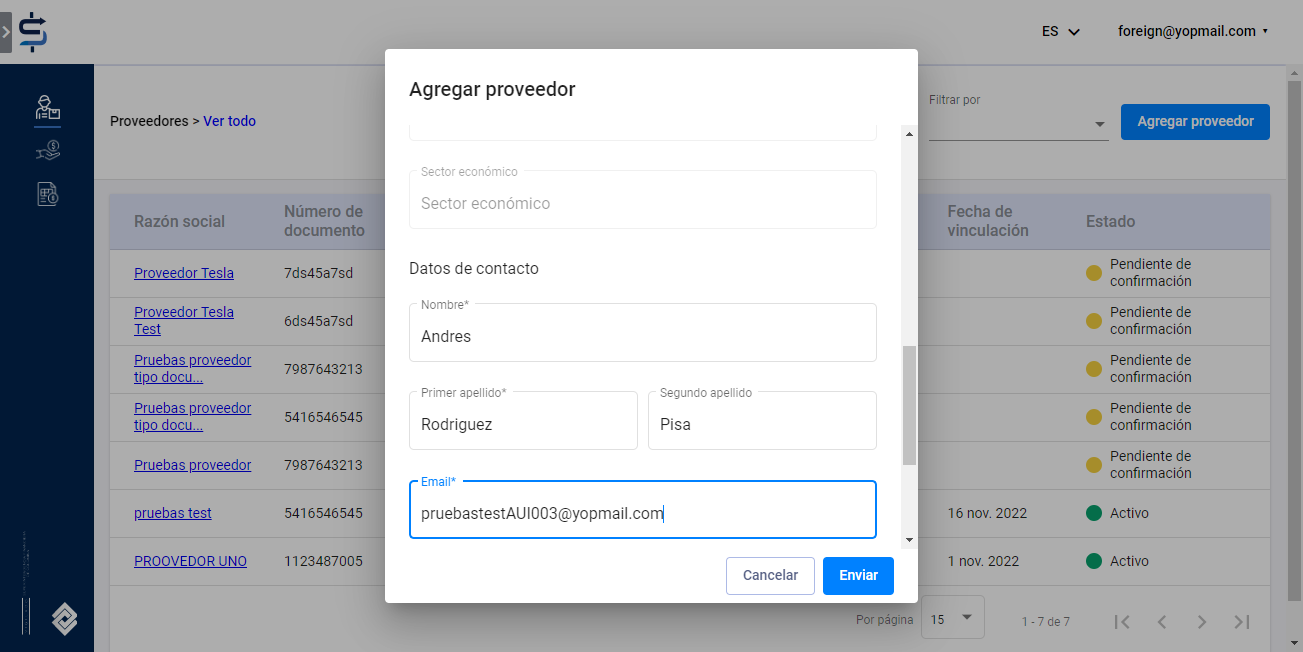 ES
foreign@yopmail.com
Agregar proveedor
Proveedores > Ver todo
Filtrar por
Agregar proveedor
Razón social
Número de
documento
Fecha de
vinculación
Estado
Proveedor Tesla
7ds45a7sd
Pendiente de
confirmación
Proveedor Tesla
Test
6ds45a7sd
Pendiente de
confirmación
Pruebas proveedor
tipo docu...
7987643213
Pendiente de
confirmación
Pruebas proveedor
tipo docu...
5416546545
Pendiente de
confirmación
Pruebas proveedor
7987643213
Pendiente de
confirmación
pruebas test
5416546545
16 nov. 2022
Activo
PROOVEDOR UNO
1123487005
1 nov. 2022
Activo
Sector económico
Sector económico
Datos de contacto
Nombre*
Andres
Primer apellido*
Rodriguez
Segundo apellido
Pisa
Email*
pruebastestAUI003@yopmail.com
Cancelar
Enviar
Por página
15
1 - 7 de 7